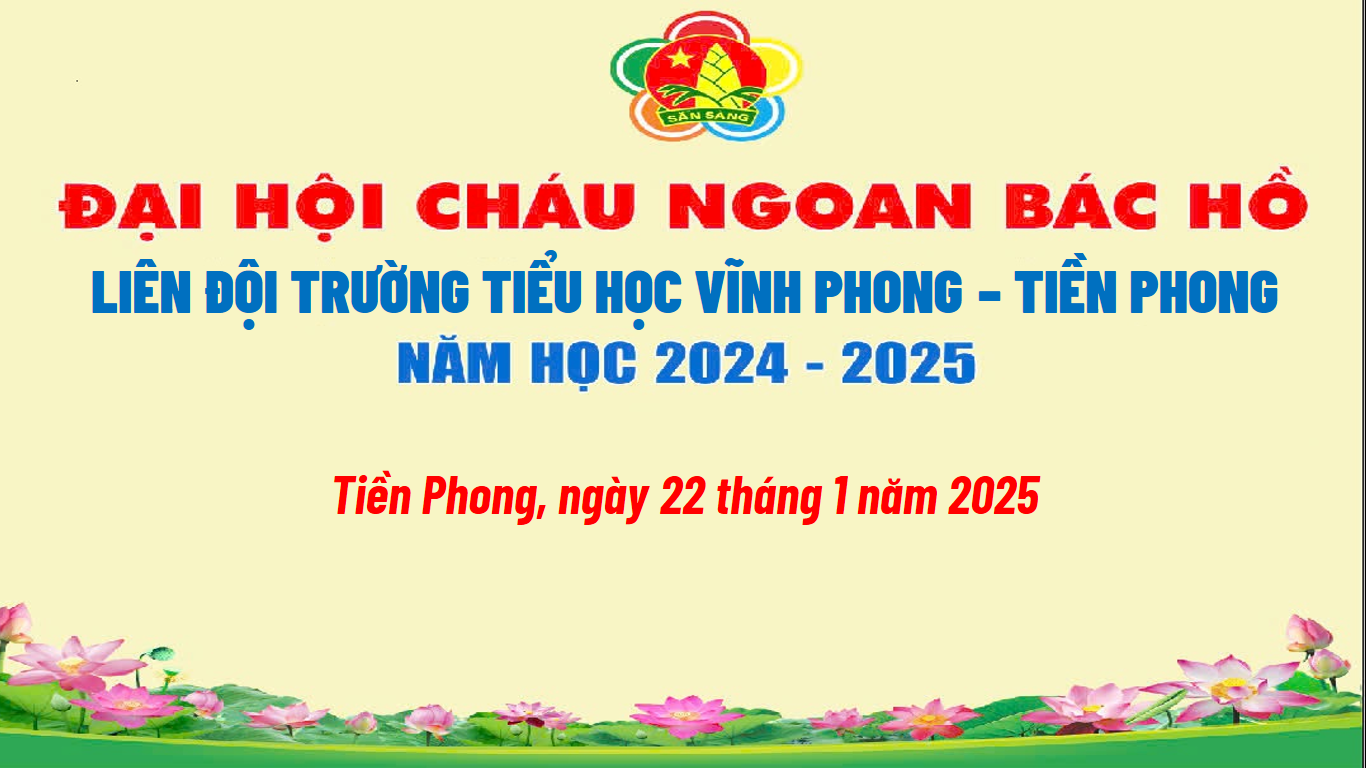 SẴN SÀNG
ĐẠI HỘI CHÁU NGOAN BÁC HỒ
LIÊN ĐỘI TRƯỜNG TIỂU HỌC VĨNH PHONG – TIỀN PHONG
NĂM HỌC 2024 - 2025
Tiền Phong, ngày 22 tháng 1 năm 2025